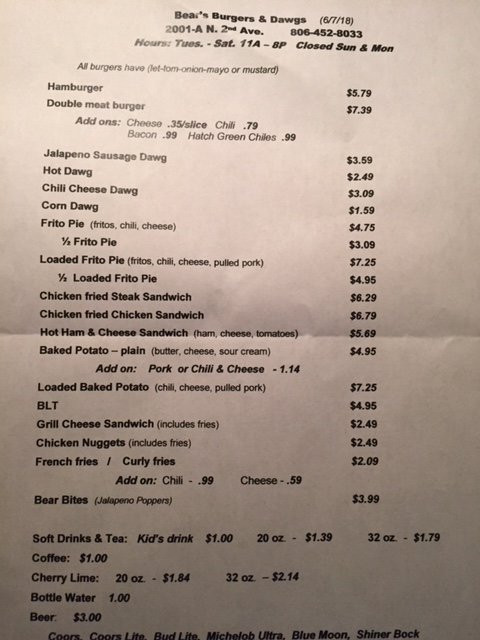 Bear's Burgers & Dawgs (6/7/18)
2001-A N. 2nd Ave. 806-452-8033
Hours: Tues. - Sat. 11A – 8P Closed Sun & Mon
All burgers have (let-tom-onion-mayo or mustard)
Hamburger $5.79
Double meat burger $7.39
Add ons: Cheese .35/slice Chili .79
Bacon .99 Hatch Green Chiles .99
Jalapeno Sausage Dawg $3.59
Hot Dawg $2.49
Chili Cheese Dawg $3.09
Corn Dawg $1.59
Frito Pie (fritos, chili, cheese) $4.75
½ Frito Pie $3.09
Loaded Frito Pie (fritos, chili, cheese, pulled pork) $7.25
½ Loaded Frito Pie $4.95
Chicken fried Steak Sandwich $6.29
Chicken fried Chicken Sandwich $6.79
Hot Ham & Cheese Sandwich (ham, cheese, tomatoes) $5.69
Baked Potato – plain (butter, cheese, sour cream) $4.95
Add on: Pork or Chili & Cheese - 1.14
Loaded Baked Potato (chili, cheese, pulled pork) $7.25
BLT $4.95
Grill Cheese Sandwich (includes fries) $2.49
Chicken Nuggets (includes fries) $2.49
French fries / Curly fries $2.09
Add on: Chili - .99 Cheese - .59
Bear Bites (Jalapeno Poppers) $3.99
Soft Drinks & Tea: Kid's drink $1.00 20 oz. - $1.39 32 oz. - $1.79
Coffee: $1.00
Cherry Lime: 20 oz. - $1.84 32 oz. – $2.14
Bottle Water 1.00
Beer: $3.00
Coors, Coors Lite, Bud Lite, Michelob Ultra, Blue Moon, Shiner Bock